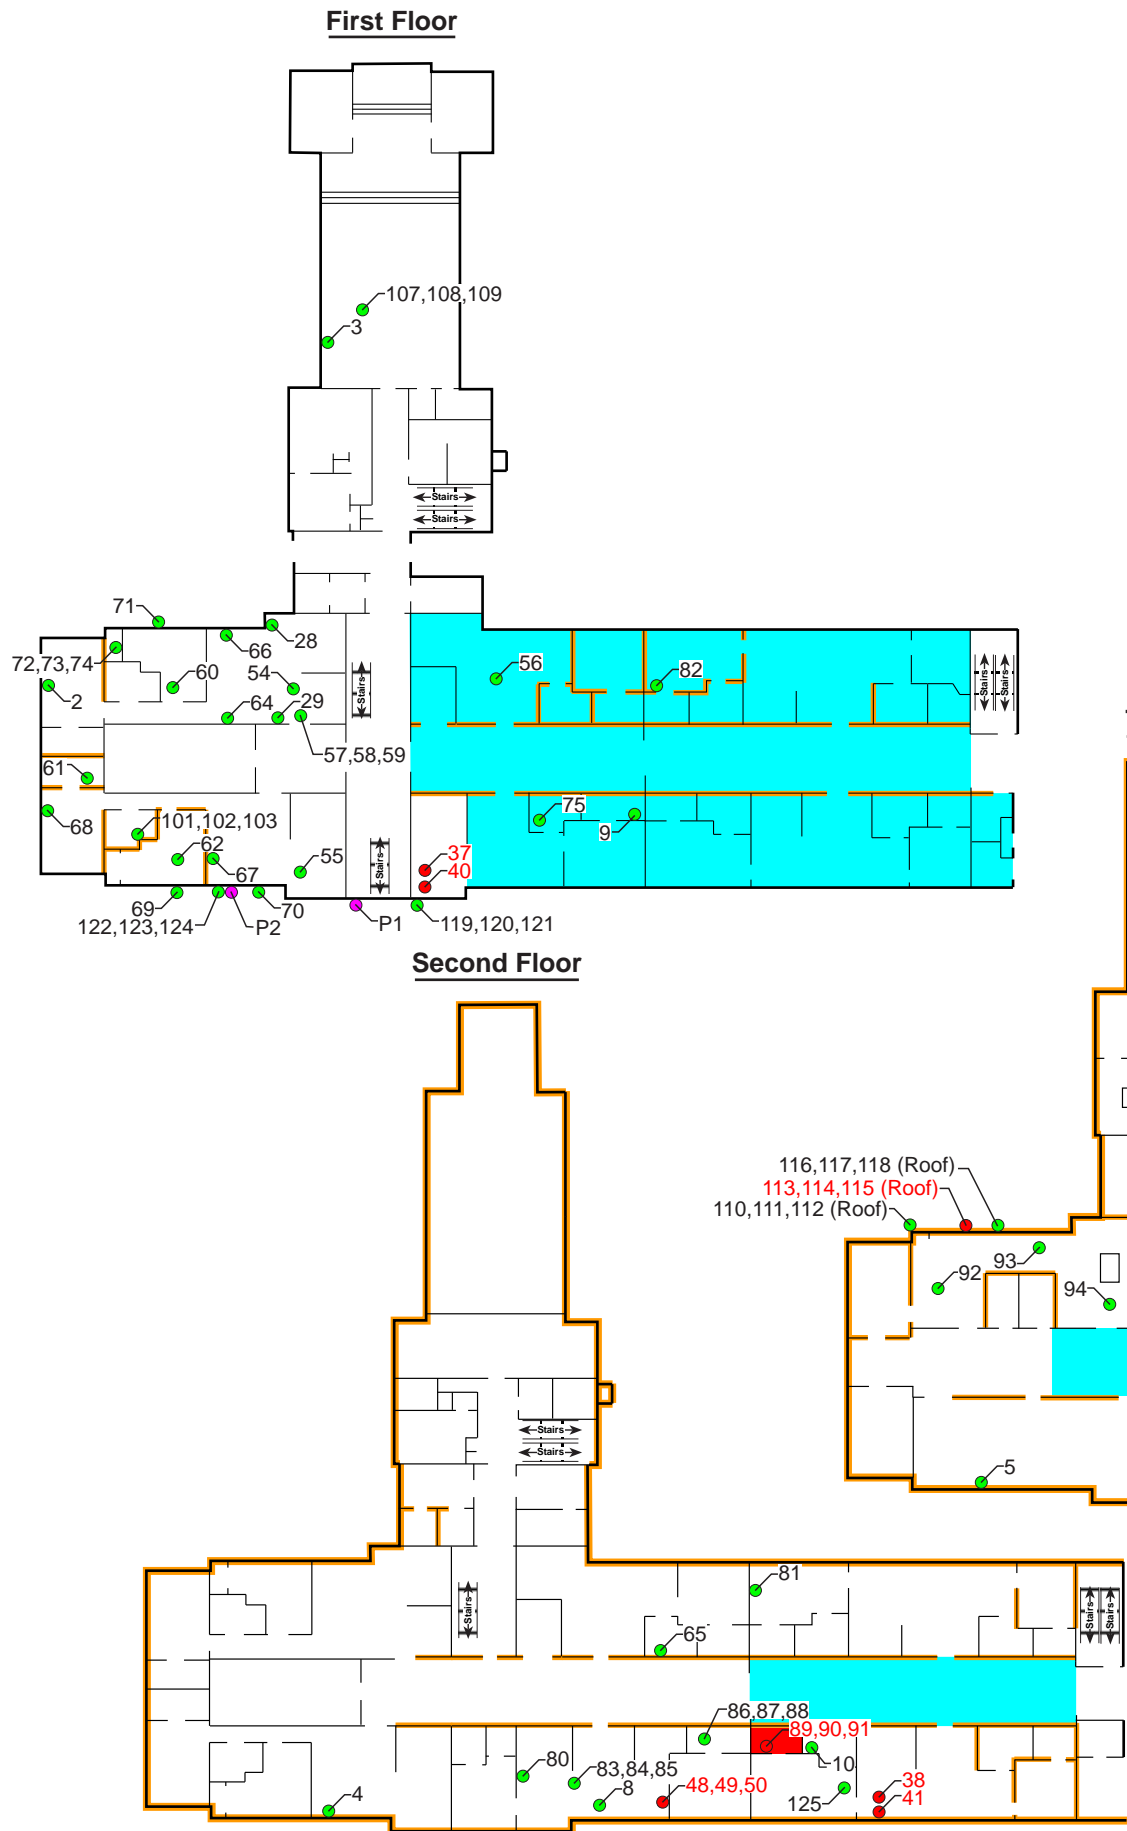 First Floor
107,108,109
3
Stairs
Stairs
71
28
66
72,73,74
60
54
56
82
2
64
29
Stairs
Stairs
Stairs
57,58,59
61
75
9
68
101,102,103
62
67
55
37
40
Stairs
69
70
122,123,124
P2
P1
119,120,121
Second Floor
116,117,118 (Roof)
113,114,115 (Roof)
110,111,112 (Roof)
93
92
94
Stairs
Stairs
5
81
Stairs
Stairs
Stairs
65
86,87,88
89,90,91
10
80
83,84,85
48,49,50
38
8
125
4
41